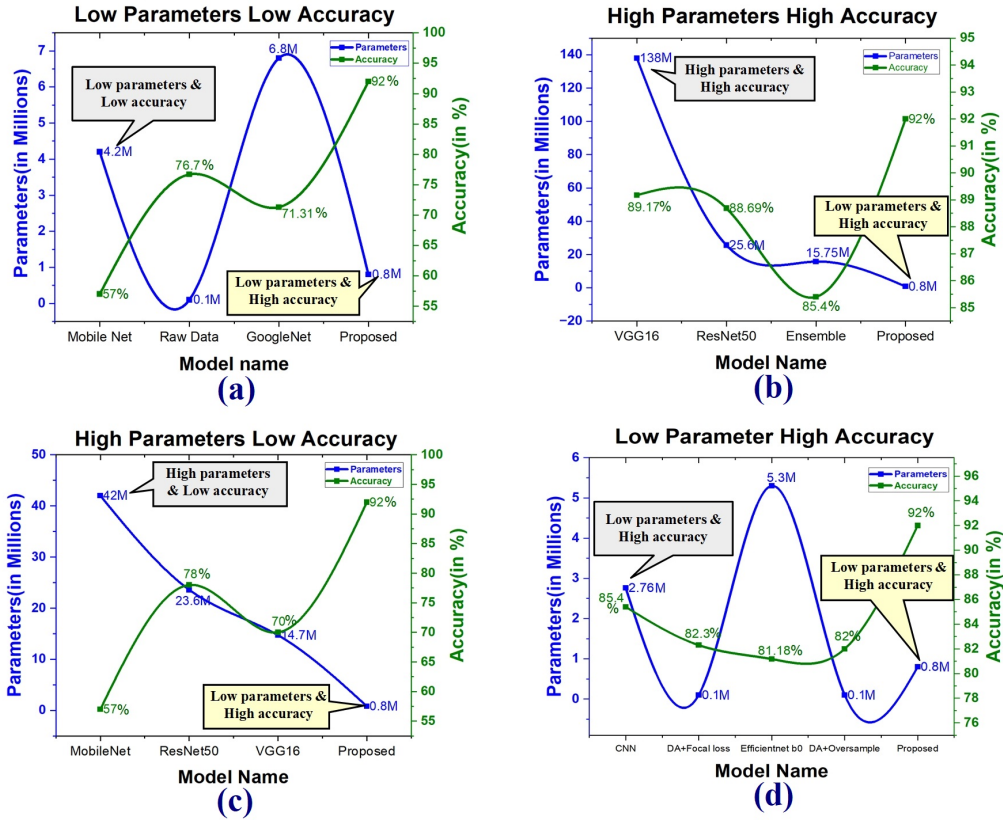 Low Parameters Low Accuracy
Parameters(in Millions)
7
6
5
4
3
2
1
0
Parameters
Accuracy
Low parameters &
Low accuracy
4.2M
57%
76.7%
0.1M
6.8M
71.31%
92%
0.8M
Low parameters &
High accuracy
100
95
90
85
80
75
70
65
60
55
Accuracy(in %)
Mobile Net
Raw Data
GoogleNet
Proposed
Model name
(a)
High Parameters High Accuracy
Parameters(in Millions)
140
120
100
80
60
40
20
0
−20
Parameters
Accuracy
138M
High parameters &
High accuracy
89.17%
88.69%
25.6M
15.75M
85.4%
92%
Low parameters &
High accuracy
0.8M
95
94
93
92
91
90
89
88
87
86
85
Accuracy(in %)
VGG16
ResNet50
Ensemble
Proposed
Model Name
(b)
High Parameters Low Accuracy
Parameters(in Millions)
50
40
30
20
10
0
Parameters
Accuracy
42M
High parameters
& Low accuracy
57%
78%
23.6M
70%
14.7M
92%
Low parameters &
High accuracy
0.8M
100
95
90
85
80
75
70
65
60
55
Accuracy(in %)
MobileNet
ResNet50
VGG16
Proposed
Model Name
(c)
Low Parameter High Accuracy
Parameters(in Millions)
6
5
4
3
2
1
0
Parameters
Accuracy
Low parameters &
High accuracy
2.76M
85.4
%
82.3%
0.1M
5.3M
81.18%
82%
0.1M
92%
Low parameters &
High accuracy
0.8M
96
94
92
90
88
86
84
82
80
78
76
Accuracy(in %)
CNN
DA+Focal loss
Efficientnet b0
DA+Oversample
Proposed
Model Name
(d)